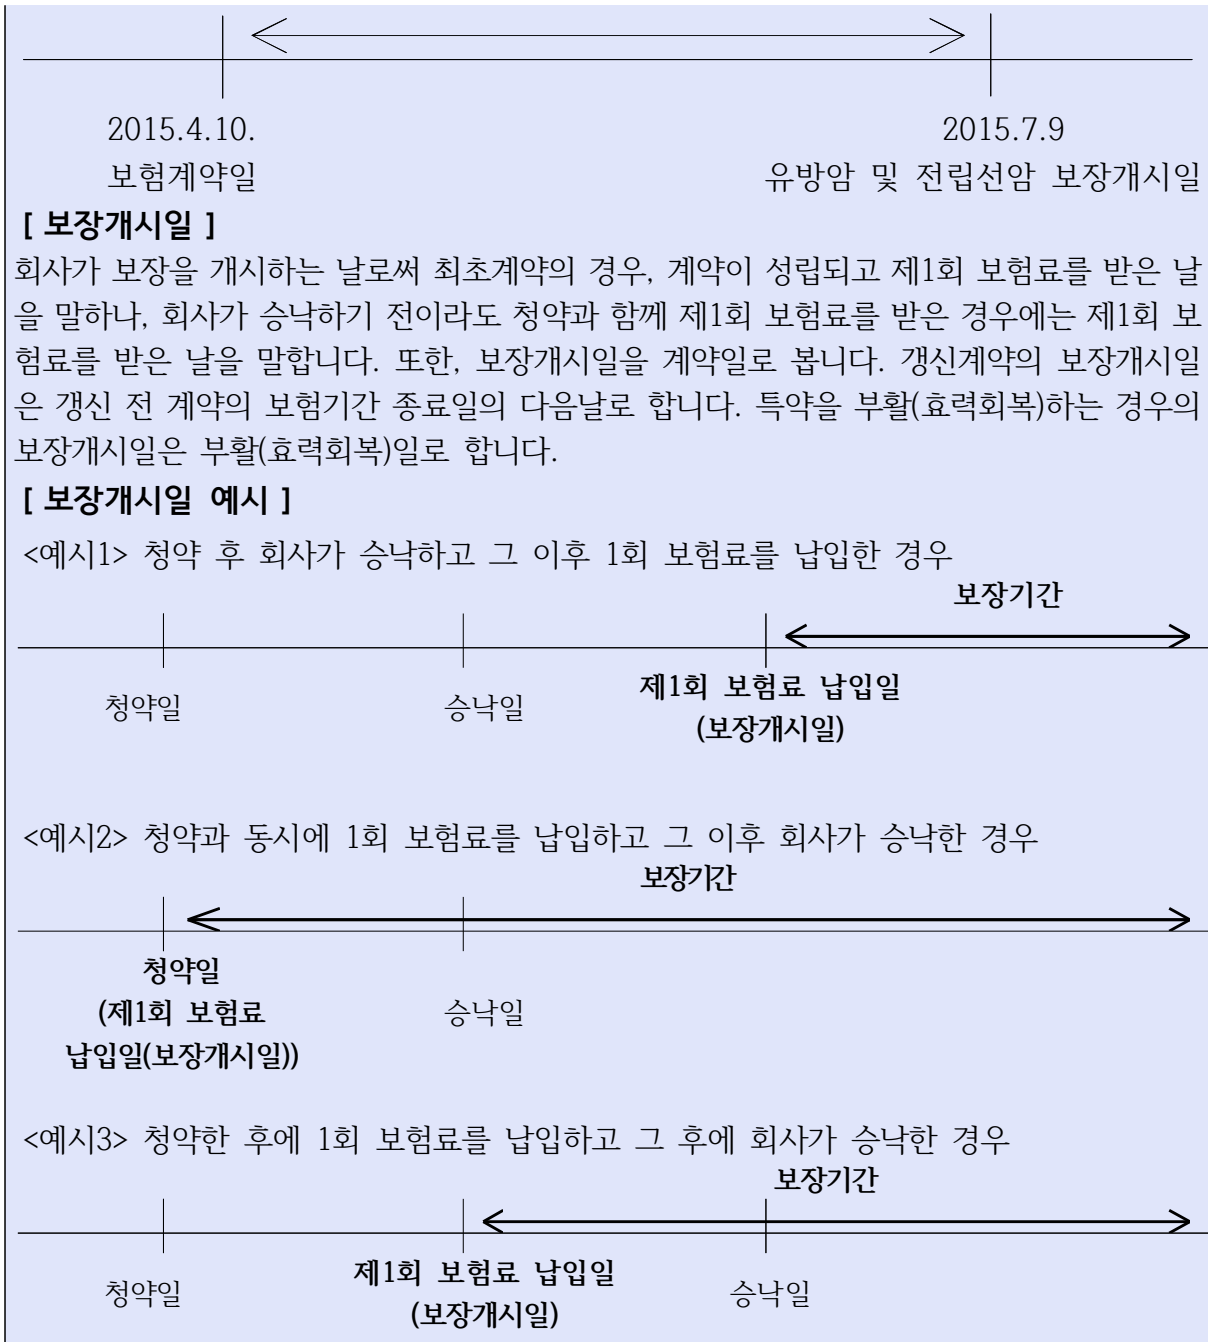 2015.4.10.
2015.7.9
보험계약일
유방암 및 전립선암 보장개시일
[ 보장개시일 ]
회사가 보장을 개시하는 날로써 최초계약의 경우, 계약이 성립되고 제1회 보험료를 받은 날
을 말하나, 회사가 승낙하기 전이라도 청약과 함께 제1회 보험료를 받은 경우에는 제1회 보
험료를 받은 날을 말합니다. 또한, 보장개시일을 계약일로 봅니다. 갱신계약의 보장개시일
은 갱신 전 계약의 보험기간 종료일의 다음날로 합니다. 특약을 부활(효력회복)하는 경우의
보장개시일은 부활(효력회복)일로 합니다.
[ 보장개시일 예시 ]
<예시1> 청약 후 회사가 승낙하고 그 이후 1회 보험료를 납입한 경우
보장기간
청약일
승낙일
제1회 보험료 납입일
(보장개시일)
<예시2> 청약과 동시에 1회 보험료를 납입하고 그 이후 회사가 승낙한 경우
보장기간
청약일
(제1회 보험료
납입일(보장개시일))
승낙일
<예시3> 청약한 후에 1회 보험료를 납입하고 그 후에 회사가 승낙한 경우
보장기간
청약일
제1회 보험료 납입일
(보장개시일)
승낙일